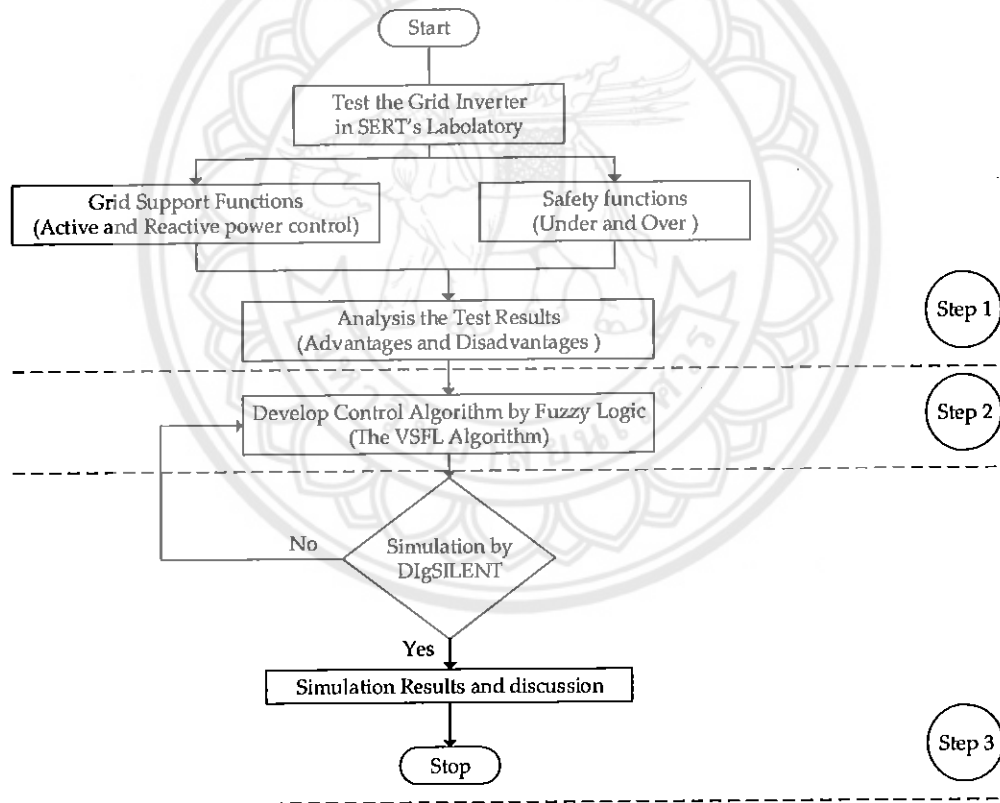 Start
Test the Grid Inverter
in SERT's Labolatory
Grid Support Functions
(Active and Reactive power control)
Safety functions
(Under and Over )
Analysis the Test Results
(Advantages and Disadvantages )
Step 1
Develop Control Algorithm by Fuzzy Logic
(The VSFL Algorithm)
Step 2
No
Simulation by
DIgSILENT
Yes
Simulation Results and discussion
Stop
Step 3